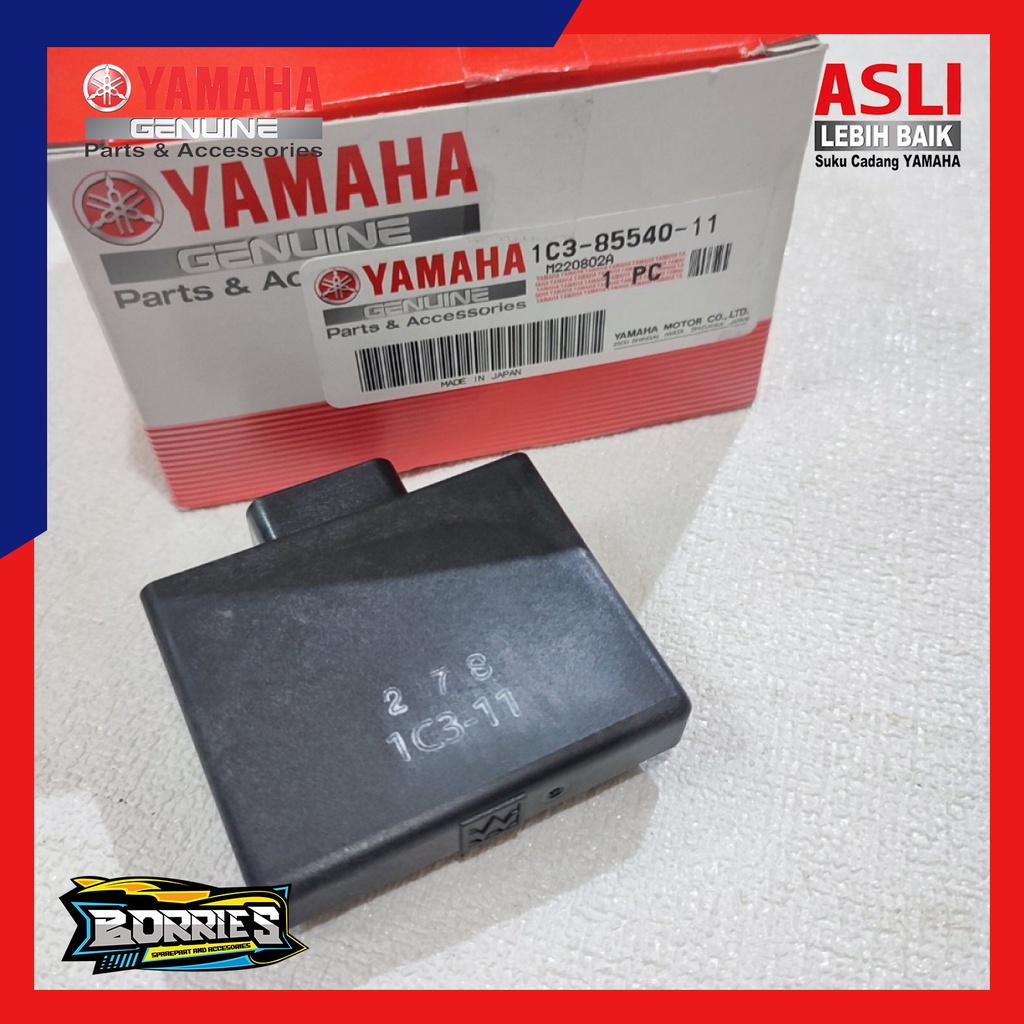 YAMAHA
GENUINE
Parts & Accessories
ASLI
LEBIH BAIK
Suku Cadang YAMAHA
YAMAHA
GENUINE
Parts & Ac
1C3-85540-11
M220802A
1 PC
YAMAHA
GENUINE
Parts & Accessories
YAMAHA MOTOR CO.,LTD.
MADE IN JAPAN
2 7 8
1C3-11
BORRIES
SPAREPART AND ACCESORIES